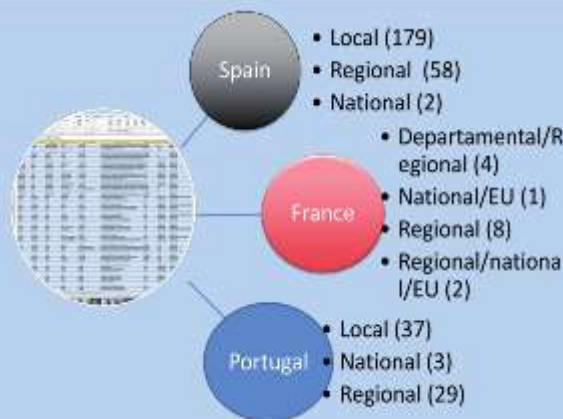 Spain
• Local (179)
• Regional (58)
• National (2)
France
• Departamental/R
egional (4)
• National/EU (1)
• Regional (8)
• Regional/nationa
l/EU (2)
Portugal
• Local (37)
• National (3)
• Regional (29)